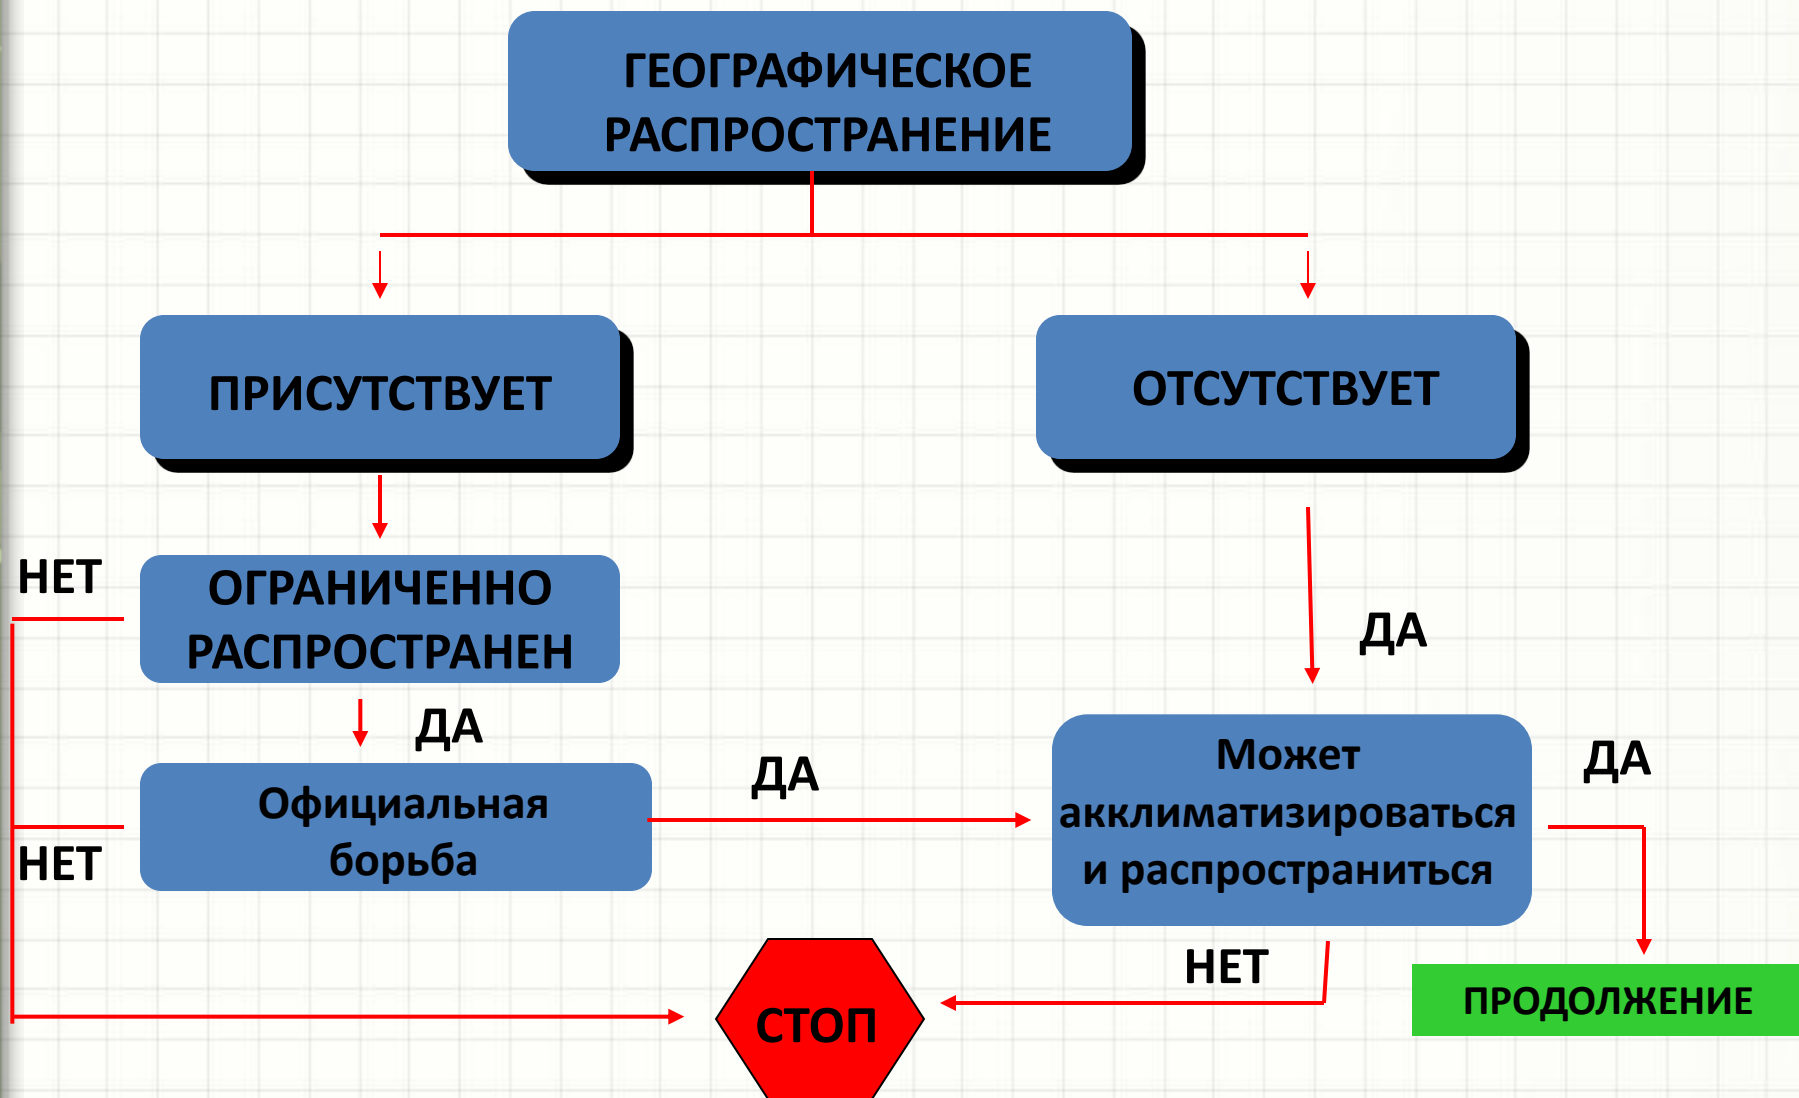 ГЕОГРАФИЧЕСКОЕ
РАСПРОСТРАНЕНИЕ
ПРИСУТСТВУЕТ
ОТСУТСТВУЕТ
НЕТ
ОГРАНИЧЕННО
РАСПРОСТРАНЕН
ДА
ДА
Официальная
борьба
ДА
НЕТ
Может
акклиматизироваться
и распространиться
ДА
НЕТ
СТОП
ПРОДОЛЖЕНИЕ